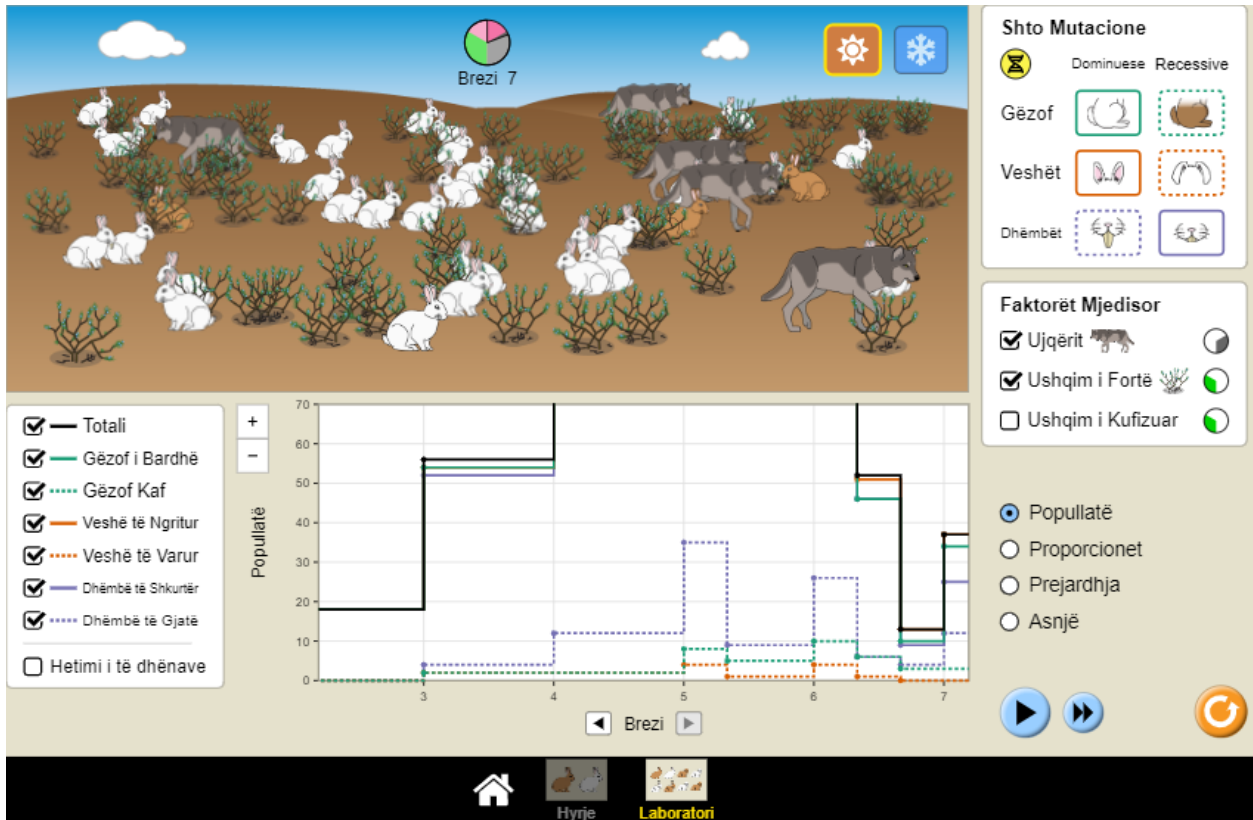 Brezi 7
Shto Mutacione
Dominuese Recessive
Gëzof
Veshët
Dhëmbët
Faktorët Mjedisor
Ujqërit
Ushqim i Fortë
Ushqim i Kufizuar
Totali
Gëzof i Bardhë
Gëzof Kaf
Veshë të Ngritur
Veshë të Varur
Dhëmbë të Shkurtër
Dhëmbë të Gjatë
Hetimi i të dhënave
+
−
Popullatë
70
60
50
40
30
20
10
0
3 4 5 6 7
Brezi
Popullatë
Proporcionet
Prejardhja
Asnjë
Hyrje
Laboratori